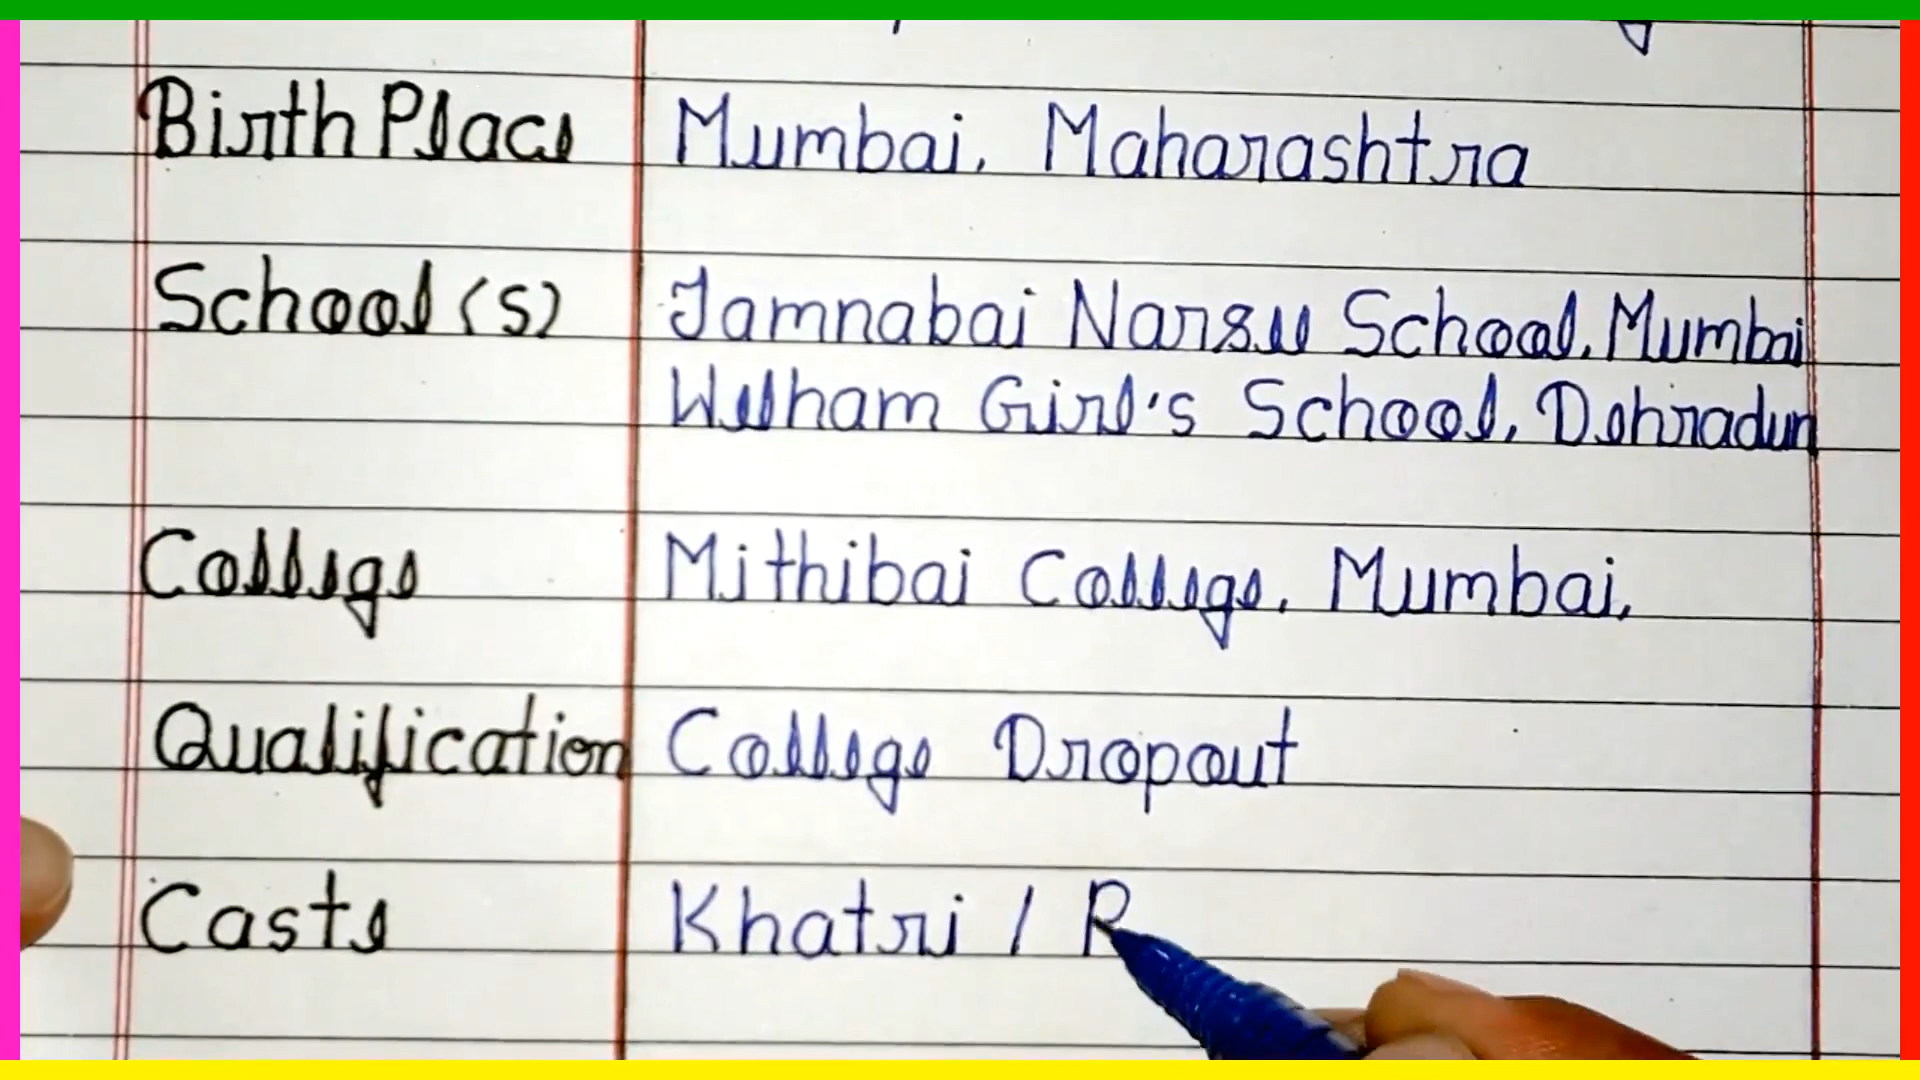 Birth Place Mumbai, Maharashtra
School (s) Jamnabai Narsee School, Mumbai
Welham Girl's School, Dehradun
College Mithibai College, Mumbai,
Qualification College Dropout
Caste Khatri / P